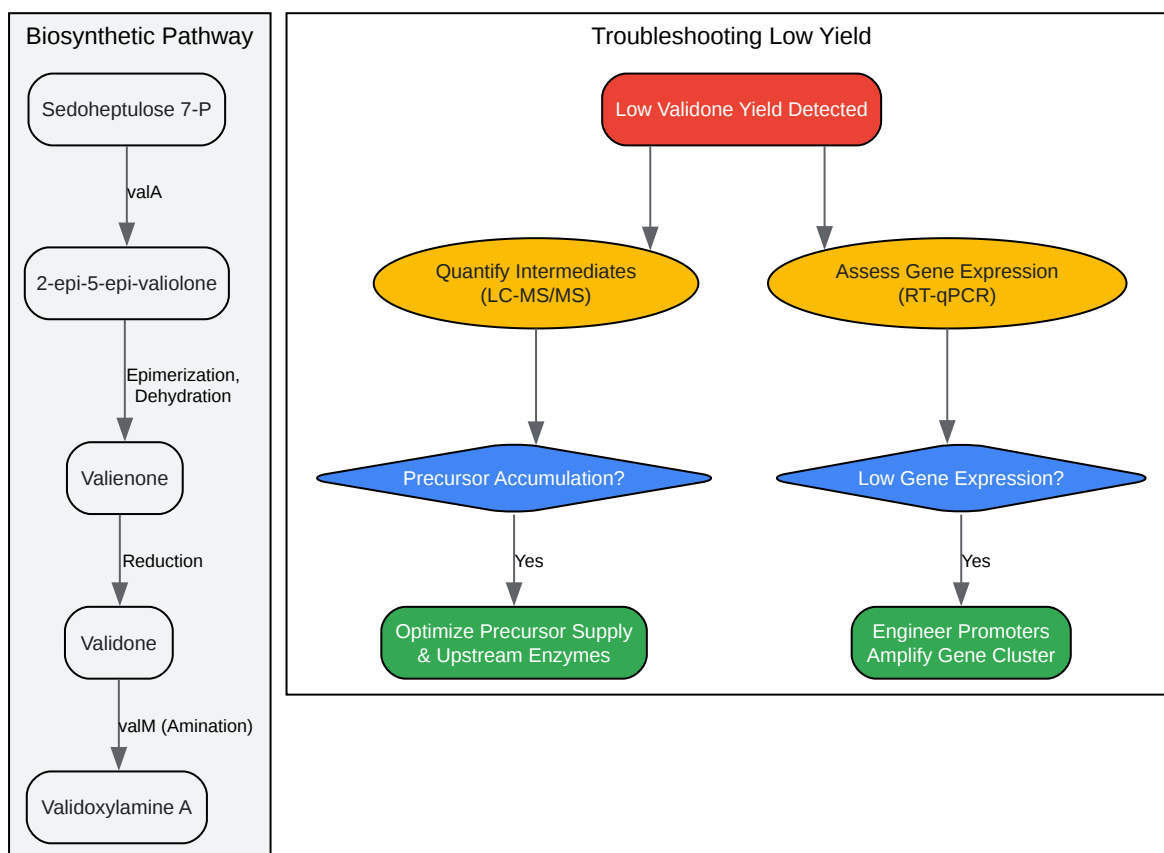 Biosynthetic Pathway
Sedoheptulose 7-P
valA
2-epi-5-epi-valiolone
Epimerization,
Dehydration
Valienone
Reduction
Validone
valM (Amination)
Validoxylamine A
Troubleshooting Low Yield
Low Validone Yield Detected
Quantify Intermediates
(LC-MS/MS)
Assess Gene Expression
(RT-qPCR)
Precursor Accumulation?
Low Gene Expression?
Yes
Yes
Optimize Precursor Supply
& Upstream Enzymes
Engineer Promoters
Amplify Gene Cluster